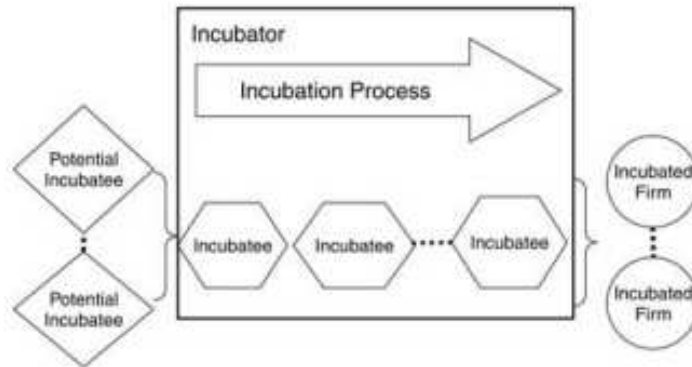 Incubator
Incubation Process
Potential
Incubatee
Potential
Incubatee
Incubatee
Incubatee
Incubatee
Incubated
Firm
Incubated
Firm